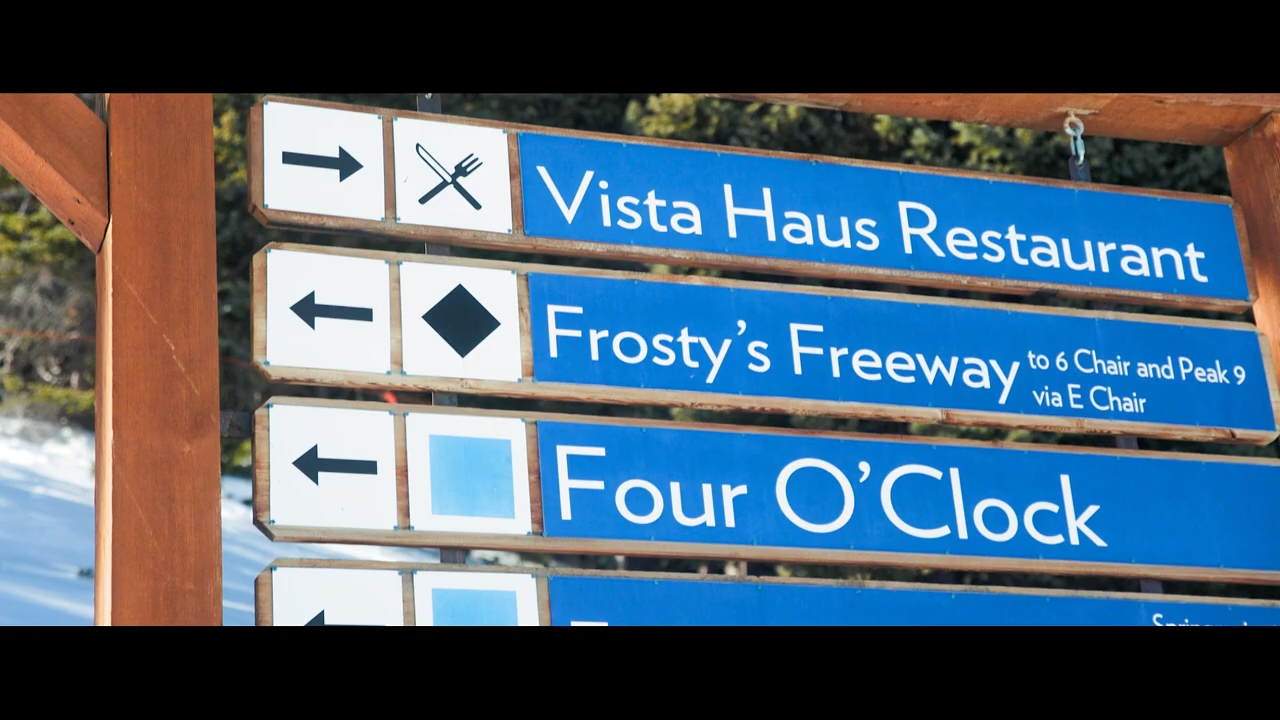 Vista Haus Restaurant
Frosty's Freeway
to 6 Chair and Peak 9
via E Chair
Four O'Clock